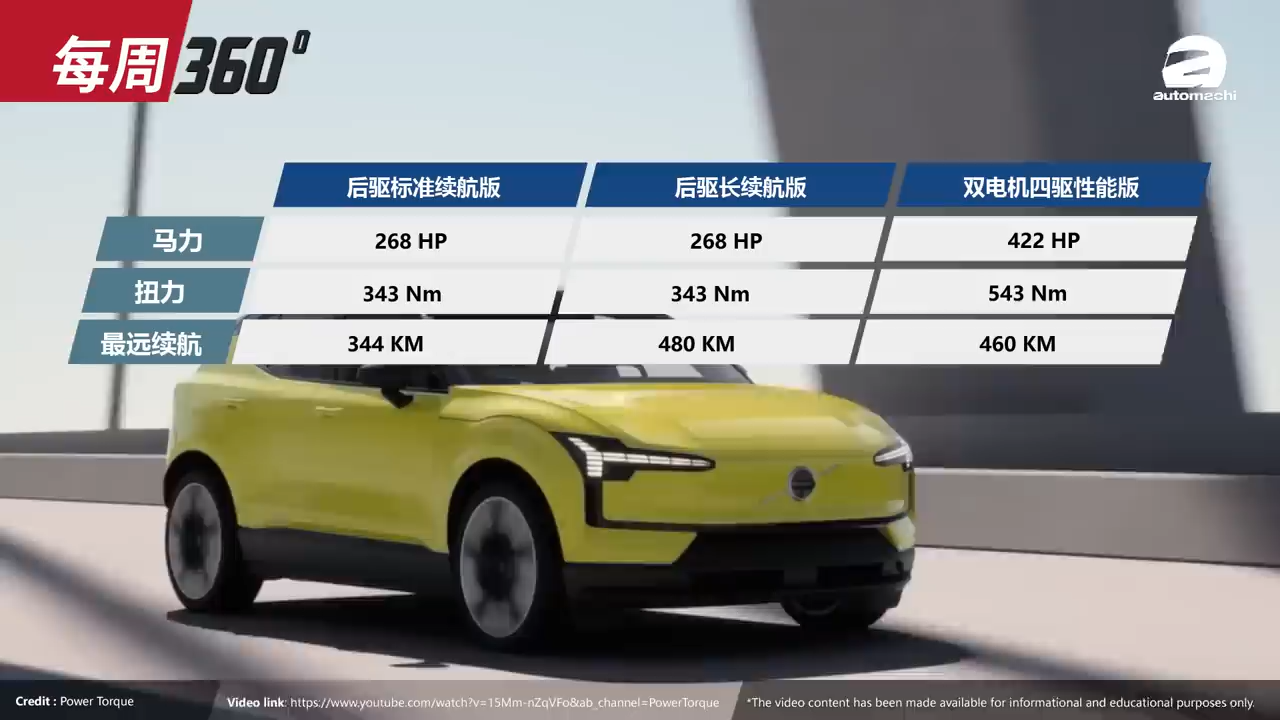 每周360°
automachi
后驱标准续航版 后驱长续航版 双电机四驱性能版
马力 268 HP 268 HP 422 HP
扭力 343 Nm 343 Nm 543 Nm
最远续航 344 KM 480 KM 460 KM
Credit : Power Torque Video link: https://www.youtube.com/watch?v=15Mm-nZqVFo&ab_channel=PowerTorque *The video content has been made available for informational and educational purposes only.